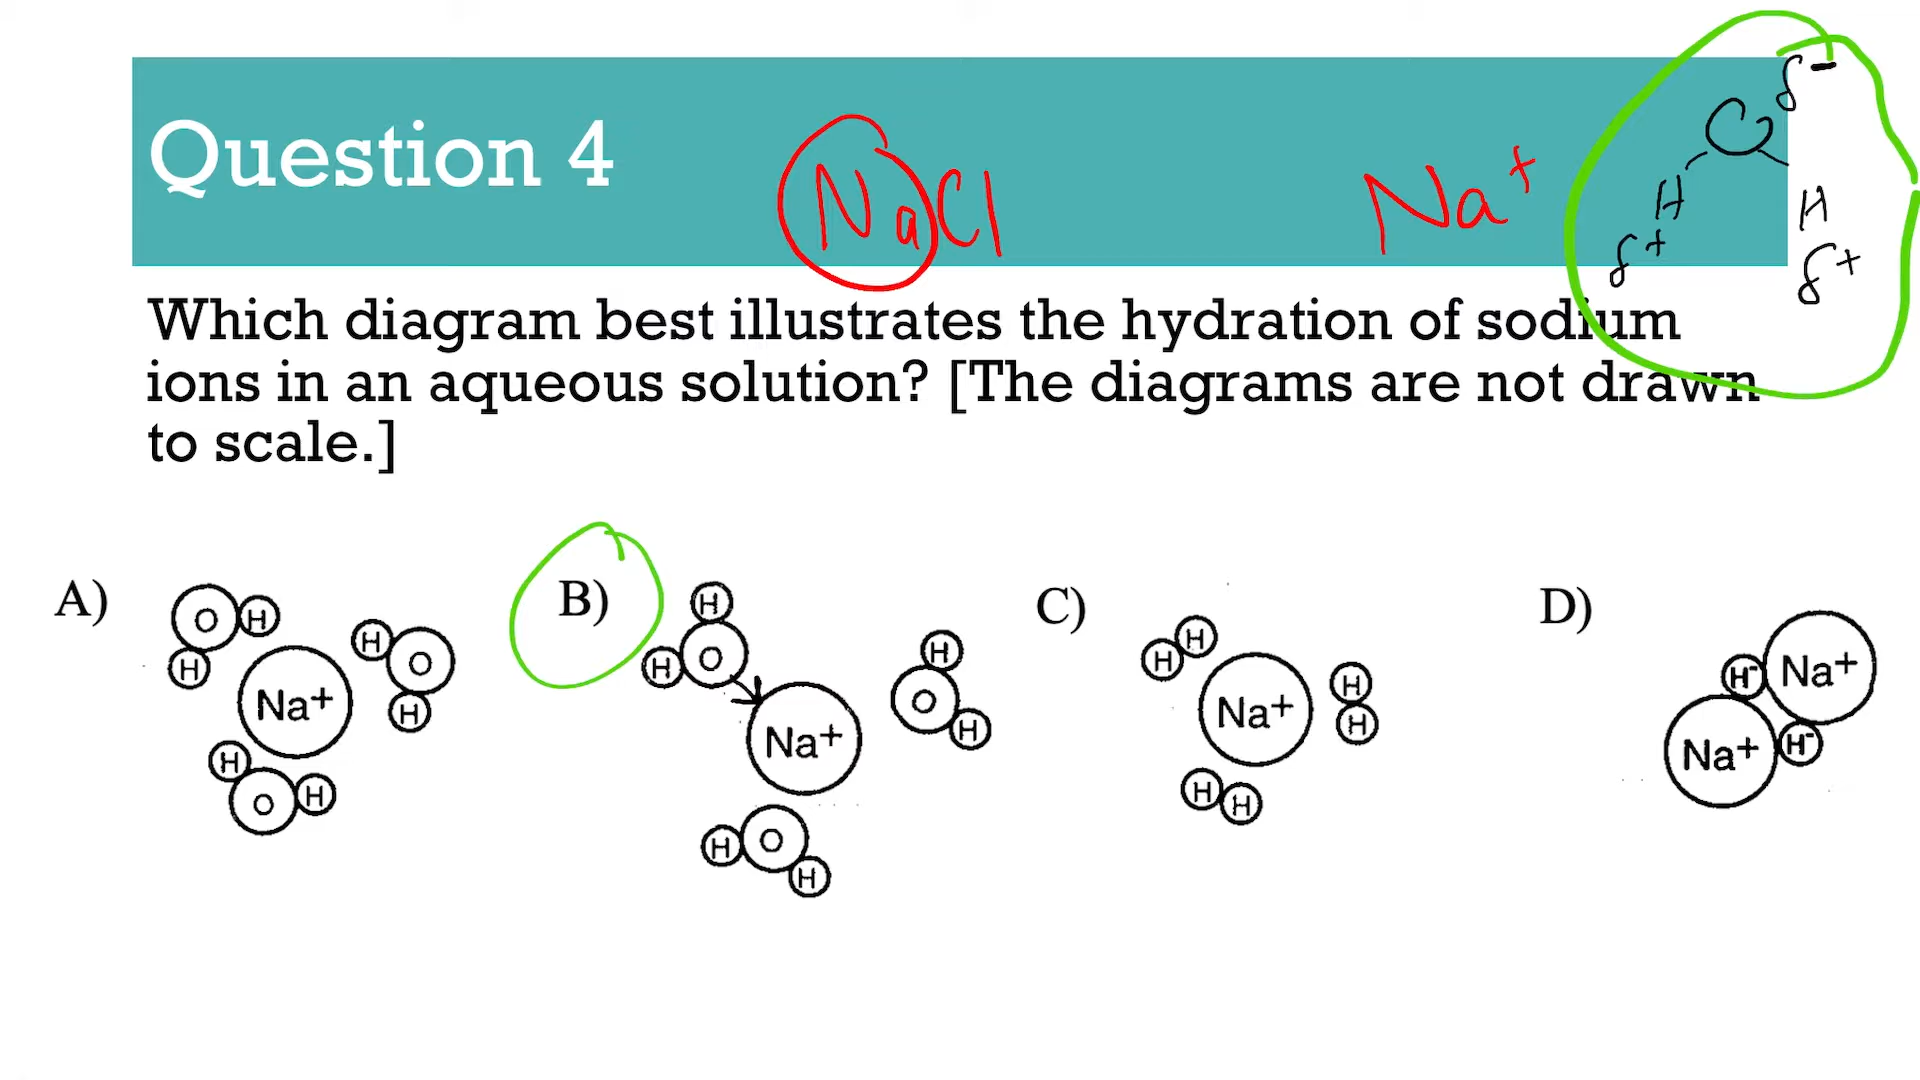 Question 4
NaCl
Na+
δ-
O
H
H
δ+
δ+
Which diagram best illustrates the hydration of sodium
ions in an aqueous solution? [The diagrams are not drawn
to scale.]
A)
O H
H
H O
H
Na+
H
O H
B)
H
H O
H
O
H
Na+
H O
H
C)
H H
Na+
H
H
H H
D)
H- Na+
Na+ H-